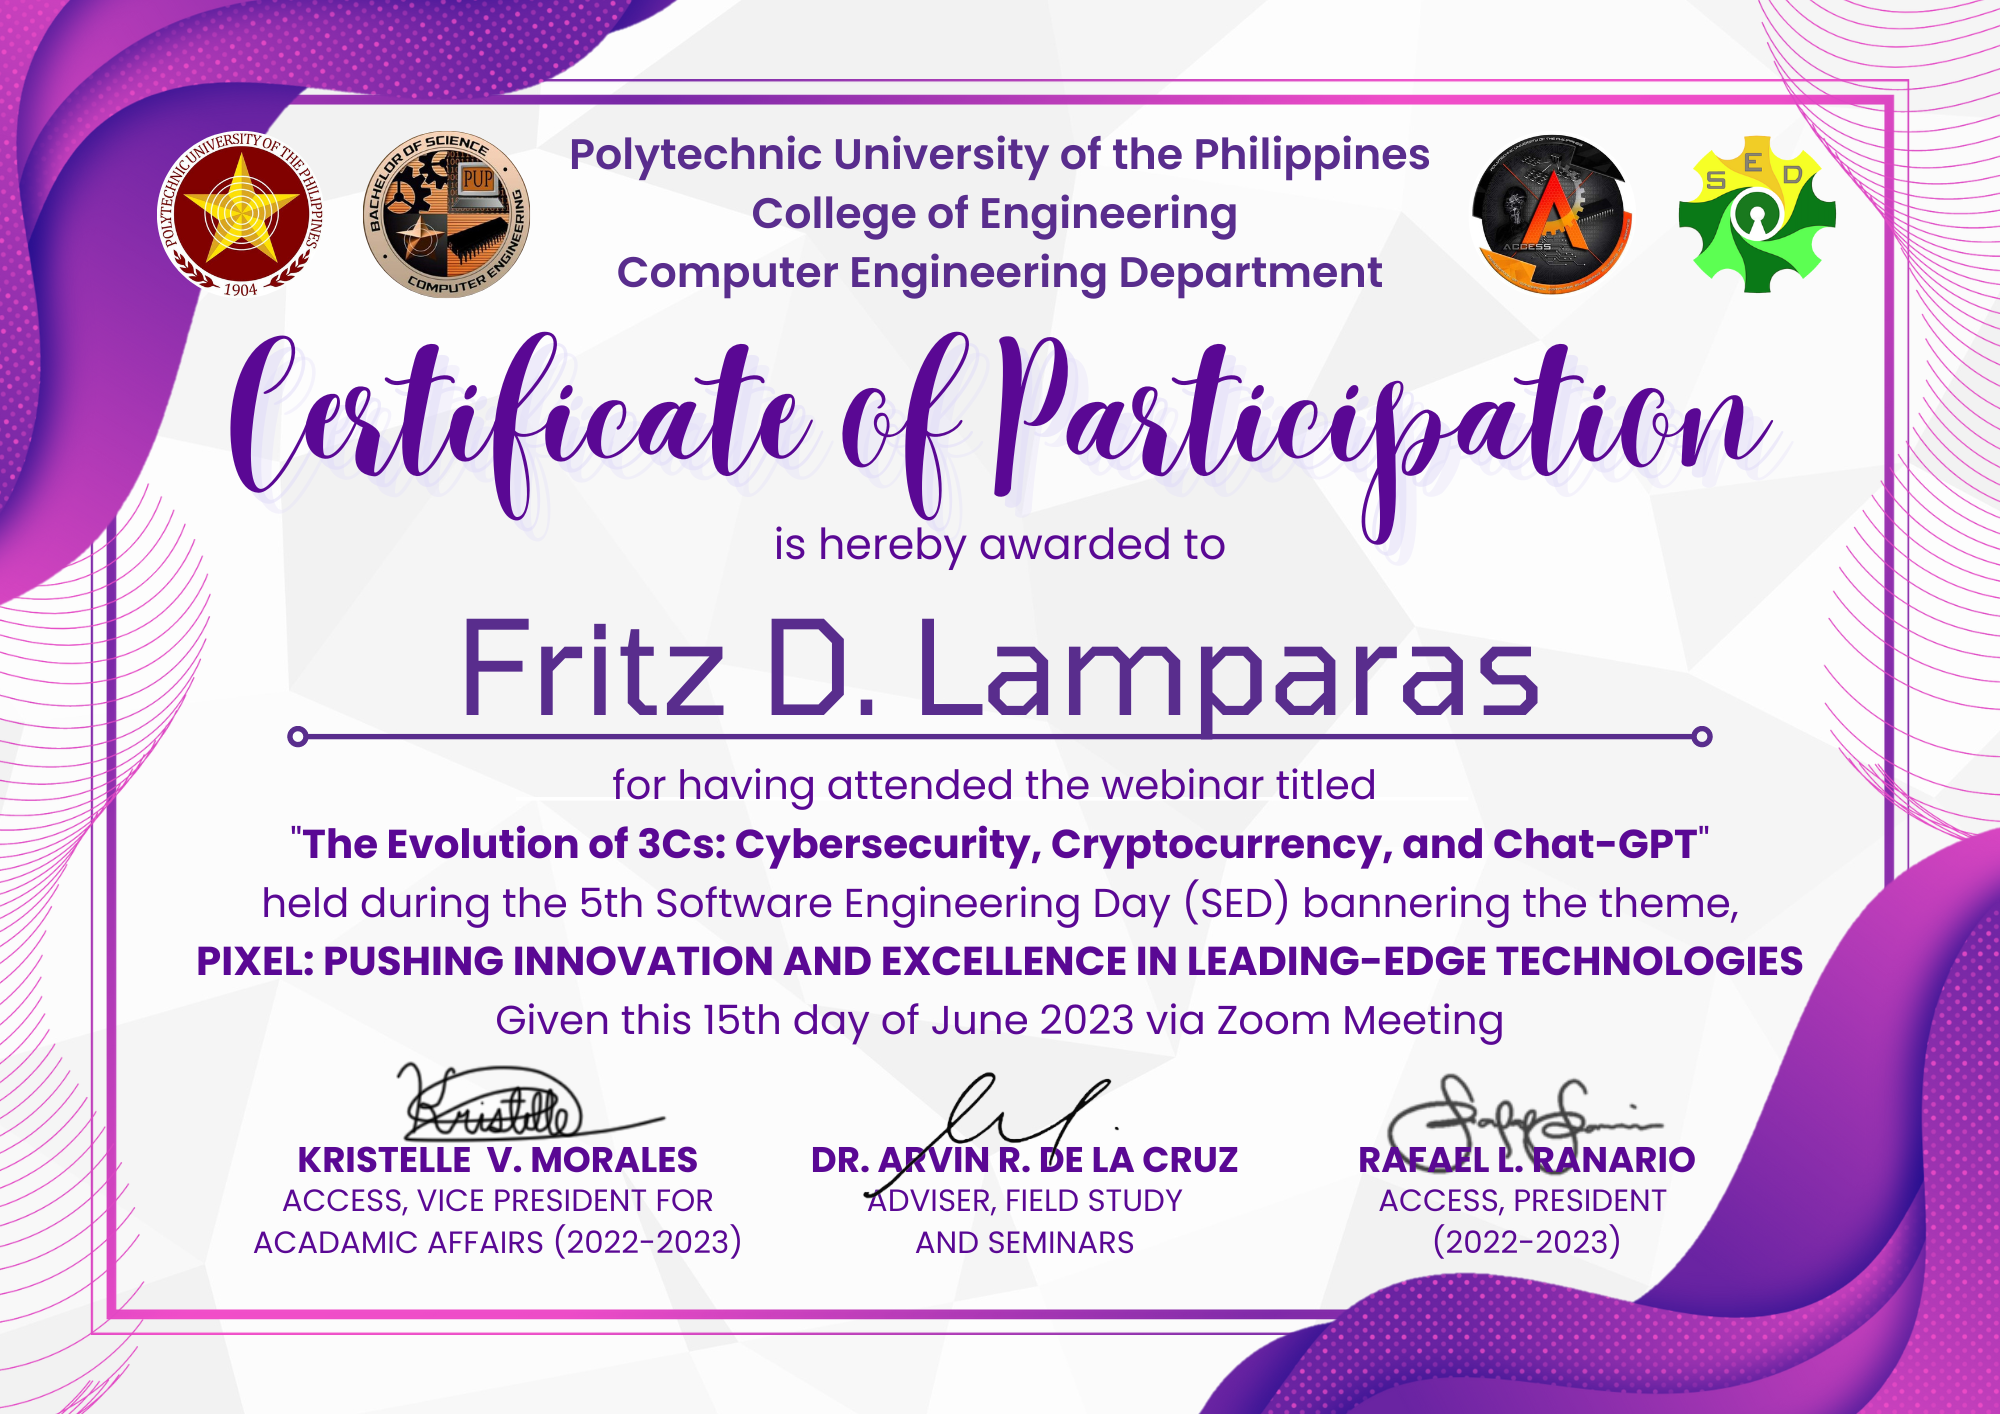 POLYTECHNIC UNIVERSITY OF THE PHILIPPINES
1904
BACHELOR OF SCIENCE
PUP
COMPUTER ENGINEERING
Polytechnic University of the Philippines
College of Engineering
Computer Engineering Department
ACCESS
SED
Certificate of Participation
is hereby awarded to
Fritz D. Lamparas
for having attended the webinar titled
"The Evolution of 3Cs: Cybersecurity, Cryptocurrency, and Chat-GPT"
held during the 5th Software Engineering Day (SED) bannering the theme,
PIXEL: PUSHING INNOVATION AND EXCELLENCE IN LEADING-EDGE TECHNOLOGIES
Given this 15th day of June 2023 via Zoom Meeting
Kristelle
KRISTELLE V. MORALES
ACCESS, VICE PRESIDENT FOR
ACADAMIC AFFAIRS (2022-2023)
DR. ARVIN R. DE LA CRUZ
ADVISER, FIELD STUDY
AND SEMINARS
RAFAEL L. RANARIO
ACCESS, PRESIDENT
(2022-2023)